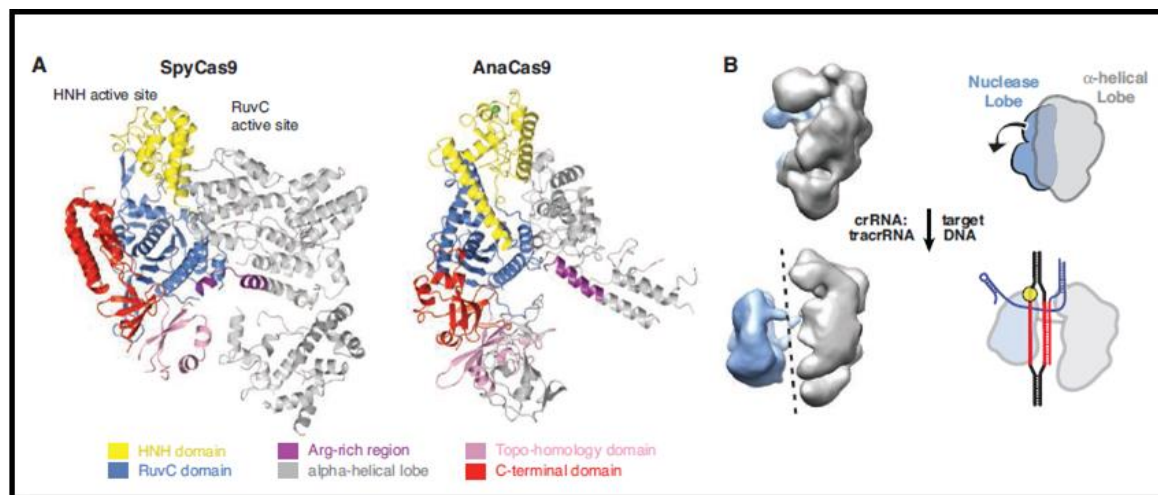 A
SpyCas9
AnaCas9
B
HNH active site
RuvC
active site
Nuclease
Lobe
α-helical
Lobe
crRNA:
tracrRNA
target
DNA
HNH domain
RuvC domain
Arg-rich region
alpha-helical lobe
Topo-homology domain
C-terminal domain